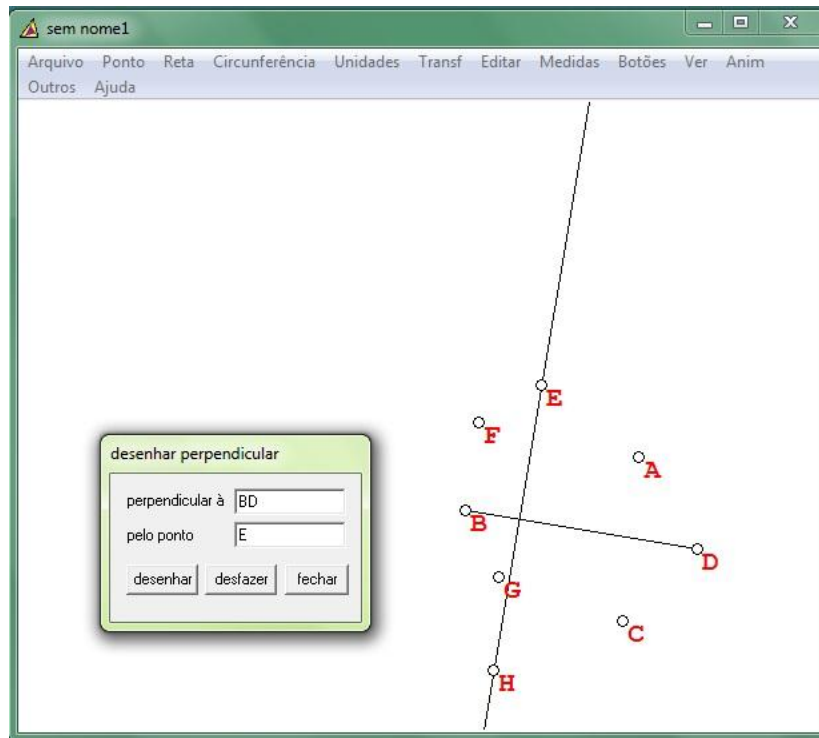 sem nome1
Arquivo Ponto Reta Circunferência Unidades Transf Editar Medidas Botões Ver Anim
Outros Ajuda
E
F
A
B
D
G
C
H
desenhar perpendicular
perpendicular à BD
pelo ponto E
desenhar desfazer fechar